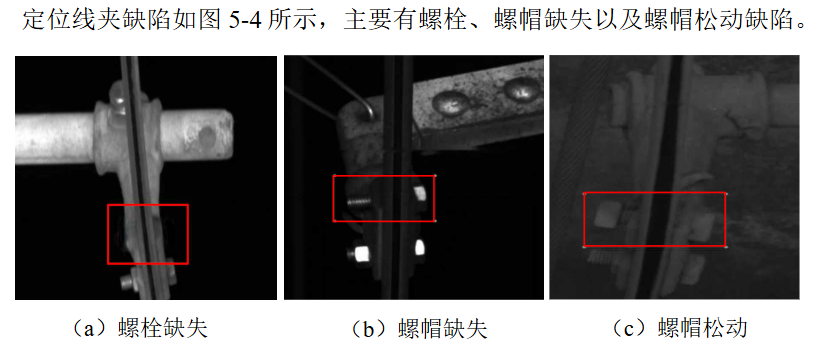 定位线夹缺陷如图 5-4 所示，主要有螺栓、螺帽缺失以及螺帽松动缺陷。
（a）螺栓缺失
（b）螺帽缺失
（c）螺帽松动